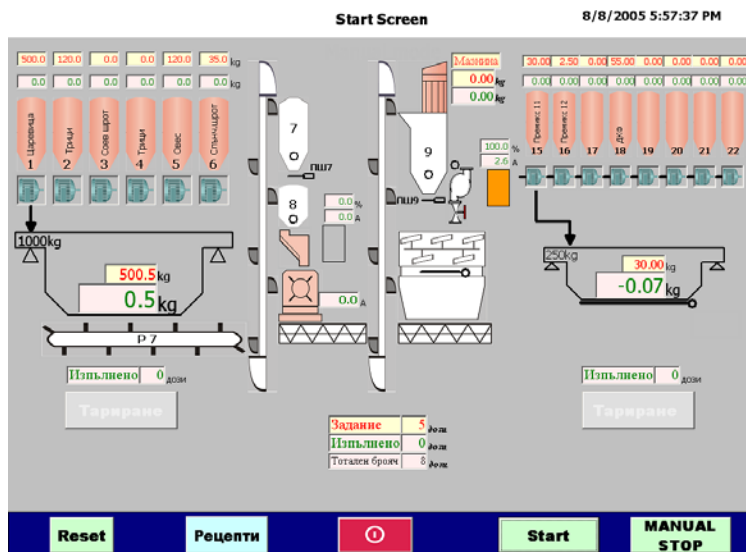 Start Screen
8/8/2005 5:57:37 PM
500.0 120.0 0.0 0.0 120.0 35.0 kg
0.0 0.0 0.0 0.0 0.0 0.0 kg
Мазнина
0.00 kg
0.00 kg
30.00 2.50 0.00 55.00 0.00 0.00 0.00 0.00
0.00 0.00 0.00 0.00 0.00 0.00 0.00 0.00
Царевица
Трици
Соев шрот
Трици
Овес
Слънч.шрот
1 2 3 4 5 6
7
ПШ7
8
9
ПШ9
100.0 %
2.6 A
Премикс 11
Премикс 12
ДКФ
15 16 17 18 19 20 21 22
0.0 %
0.0 A
0.0 A
1000kg
500.5 kg
0.5 kg
P 7
250kg
30.00 kg
-0.07 kg
Изпълнено 0 дози
Тариране
Изпълнено 0 дози
Тариране
Задание 5 дози
Изпълнено 0 дози
Тотален брояч 8 дози
Reset
Рецепти
Start
MANUAL
STOP